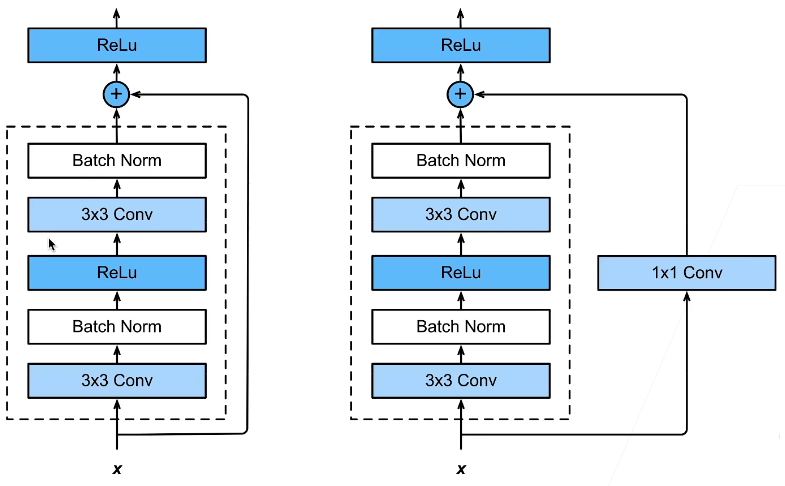 ReLu
+
Batch Norm
3x3 Conv
ReLu
Batch Norm
3x3 Conv
x
ReLu
+
Batch Norm
3x3 Conv
ReLu
1x1 Conv
Batch Norm
3x3 Conv
x